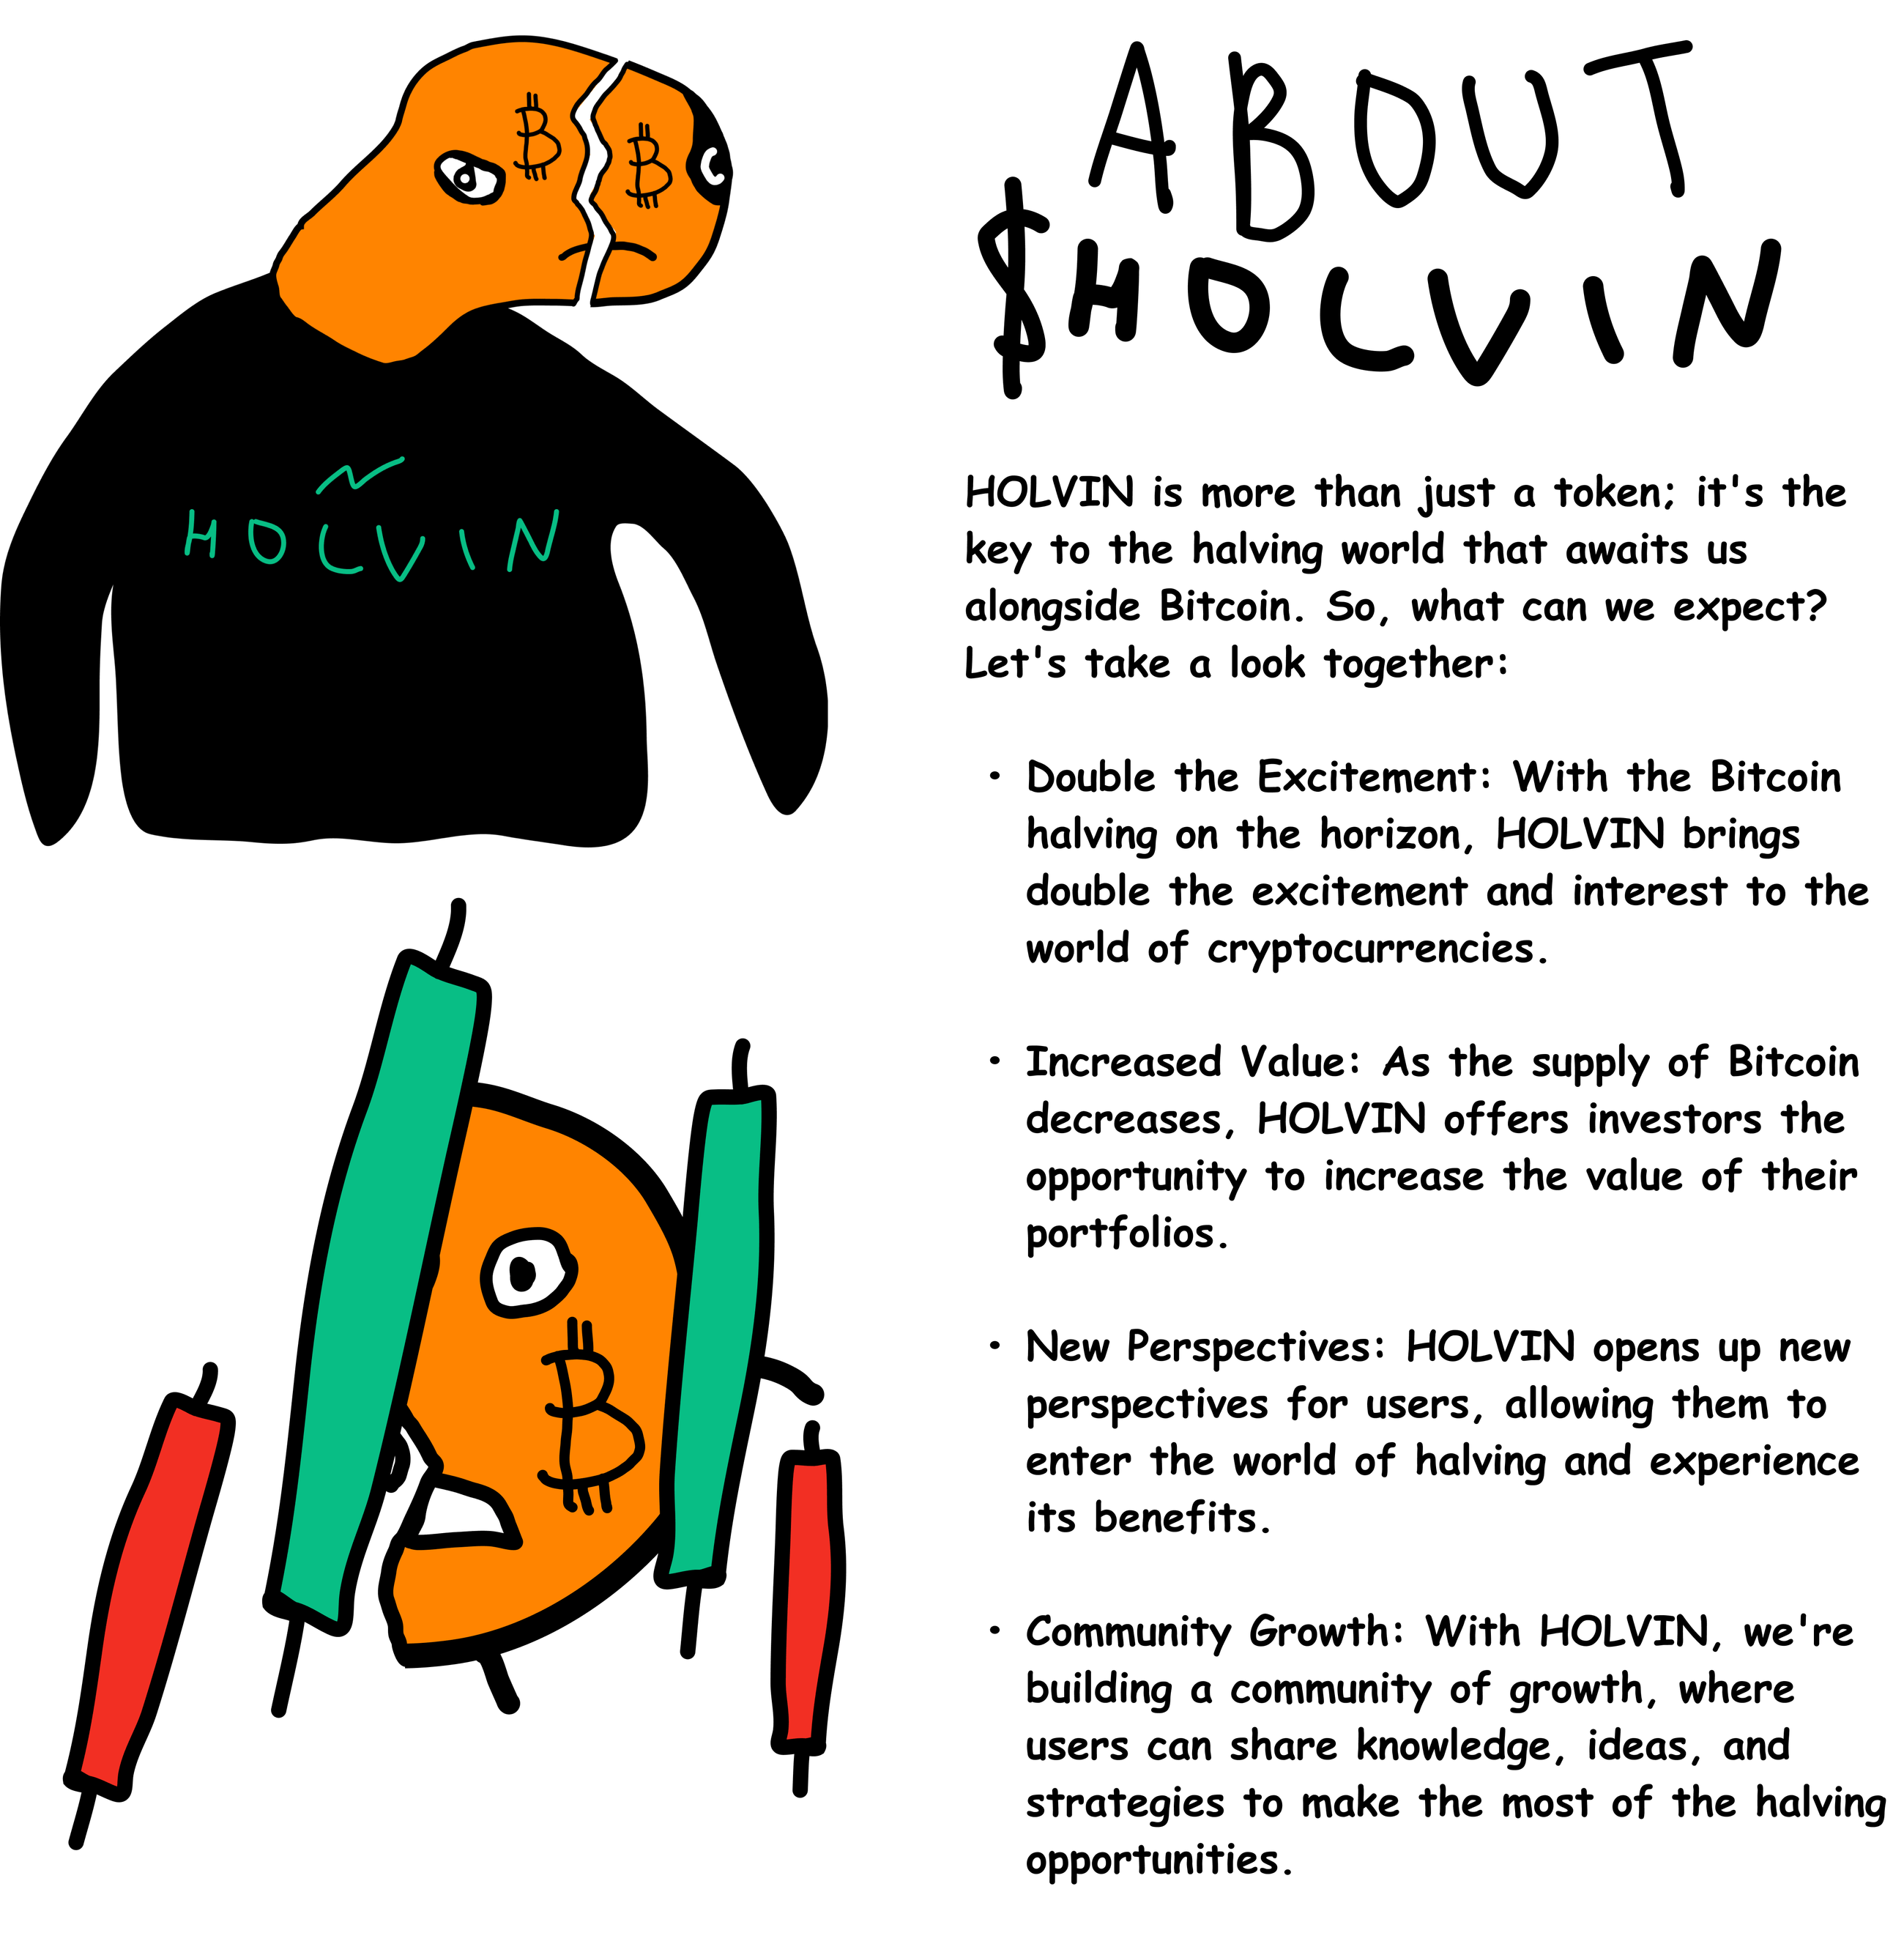 ABOUT
$HOLVIN
HOLVIN
HOLVIN is more than just a token; it's the
key to the halving world that awaits us
alongside Bitcoin. So, what can we expect?
Let's take a look together:
• Double the Excitement: With the Bitcoin
halving on the horizon, HOLVIN brings
double the excitement and interest to the
world of cryptocurrencies.
• Increased Value: As the supply of Bitcoin
decreases, HOLVIN offers investors the
opportunity to increase the value of their
portfolios.
• New Perspectives: HOLVIN opens up new
perspectives for users, allowing them to
enter the world of halving and experience
its benefits.
• Community Growth: With HOLVIN, we're
building a community of growth, where
users can share knowledge, ideas, and
strategies to make the most of the halving
opportunities.